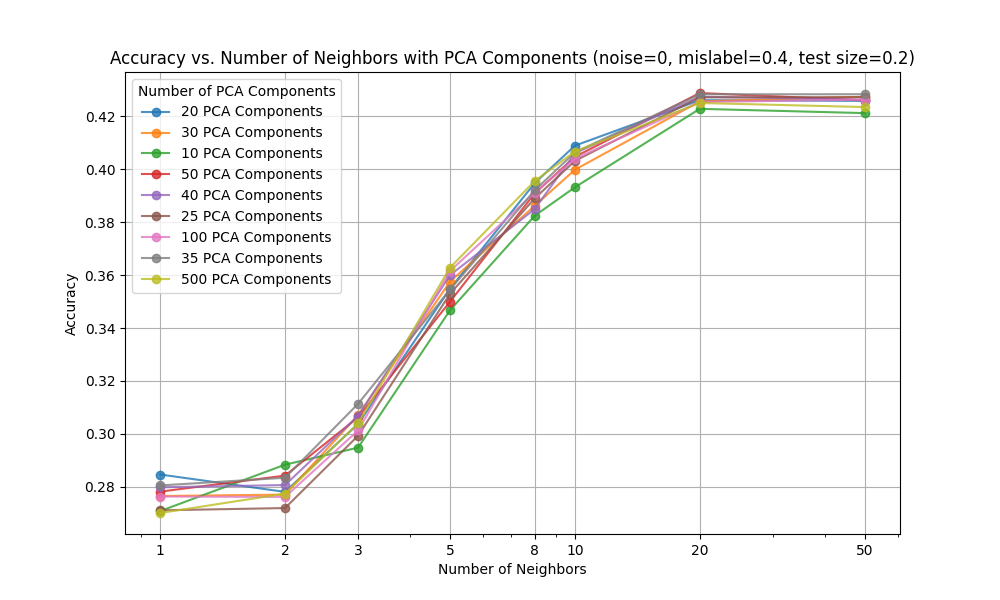 Accuracy vs. Number of Neighbors with PCA Components (noise=0, mislabel=0.4, test size=0.2)
Number of PCA Components
20 PCA Components
30 PCA Components
10 PCA Components
50 PCA Components
40 PCA Components
25 PCA Components
100 PCA Components
35 PCA Components
500 PCA Components
Accuracy
0.42
0.40
0.38
0.36
0.34
0.32
0.30
0.28
1 2 3 5 8 10 20 50
Number of Neighbors